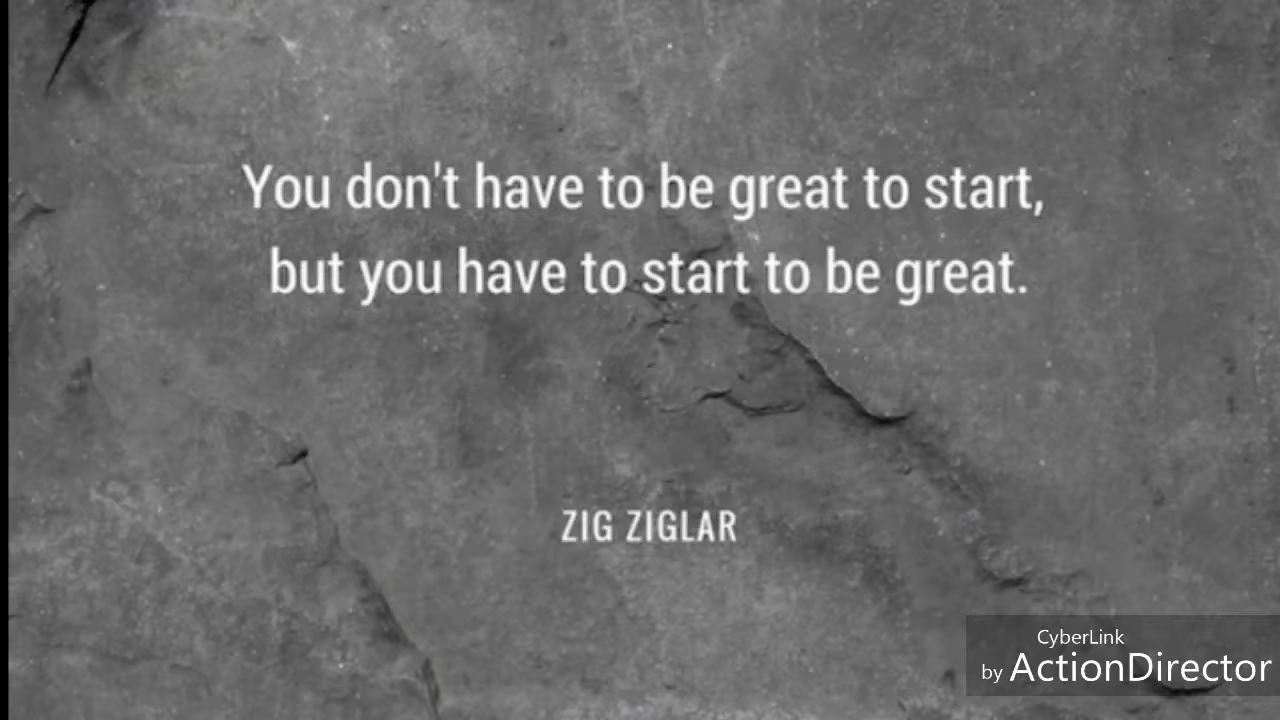 You don't have to be great to start,
but you have to start to be great.
ZIG ZIGLAR
CyberLink
by ActionDirector